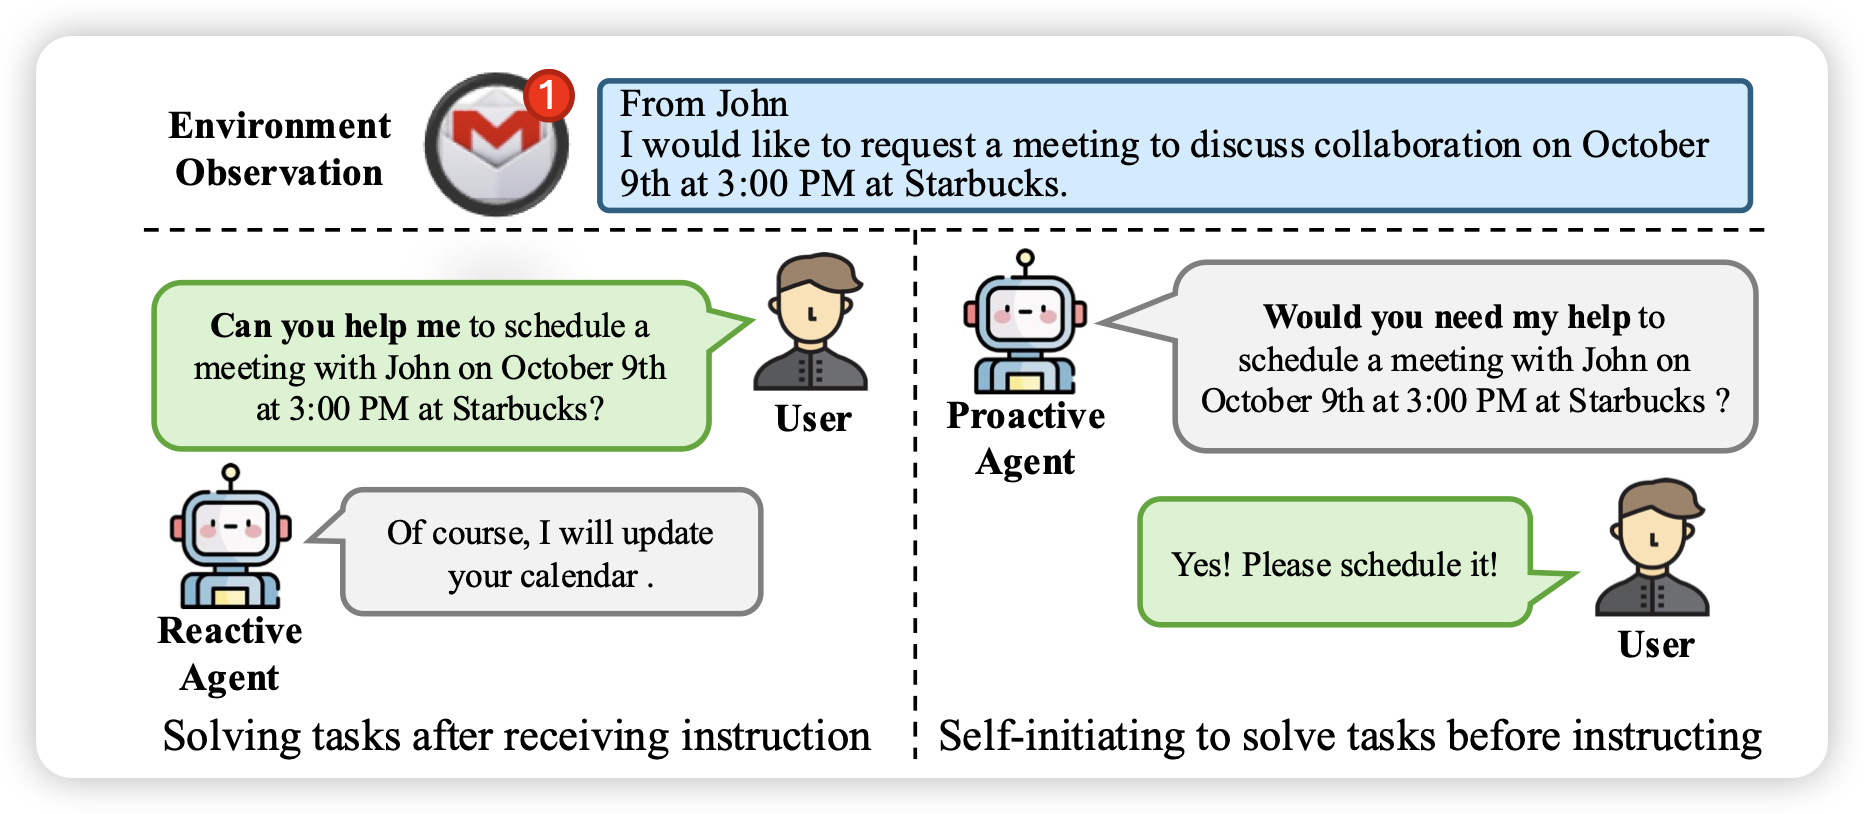 Environment
Observation
1
From John
I would like to request a meeting to discuss collaboration on October
9th at 3:00 PM at Starbucks.
Can you help me to schedule a
meeting with John on October 9th
at 3:00 PM at Starbucks?
User
Of course, I will update
your calendar .
Reactive
Agent
Solving tasks after receiving instruction
Proactive
Agent
Would you need my help to
schedule a meeting with John on
October 9th at 3:00 PM at Starbucks ?
Yes! Please schedule it!
User
Self-initiating to solve tasks before instructing